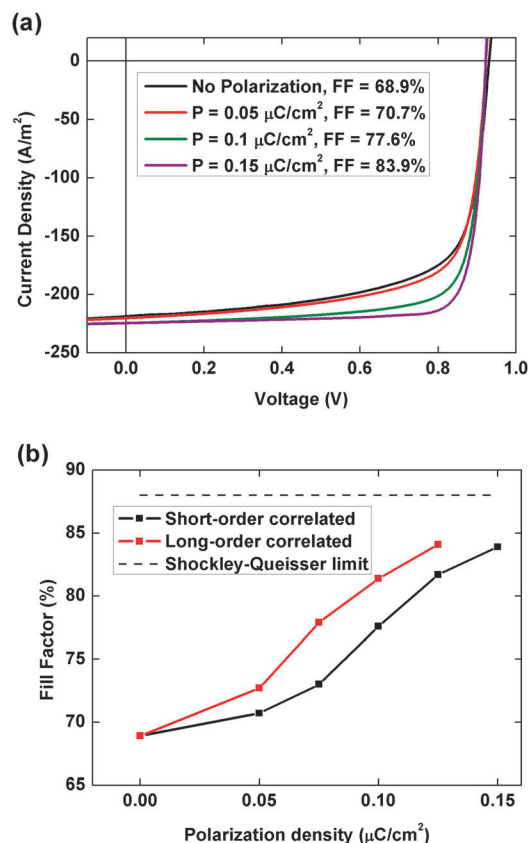 (a)
0
-50
-100
-150
-200
-250
Current Density (A/m²)
No Polarization, FF = 68.9%
P = 0.05 μC/cm², FF = 70.7%
P = 0.1 μC/cm², FF = 77.6%
P = 0.15 μC/cm², FF = 83.9%
0.0 0.2 0.4 0.6 0.8 1.0
Voltage (V)
(b)
90
85
80
75
70
65
Fill Factor (%)
Short-order correlated
Long-order correlated
Shockley-Queisser limit
0.00 0.05 0.10 0.15
Polarization density (μC/cm²)